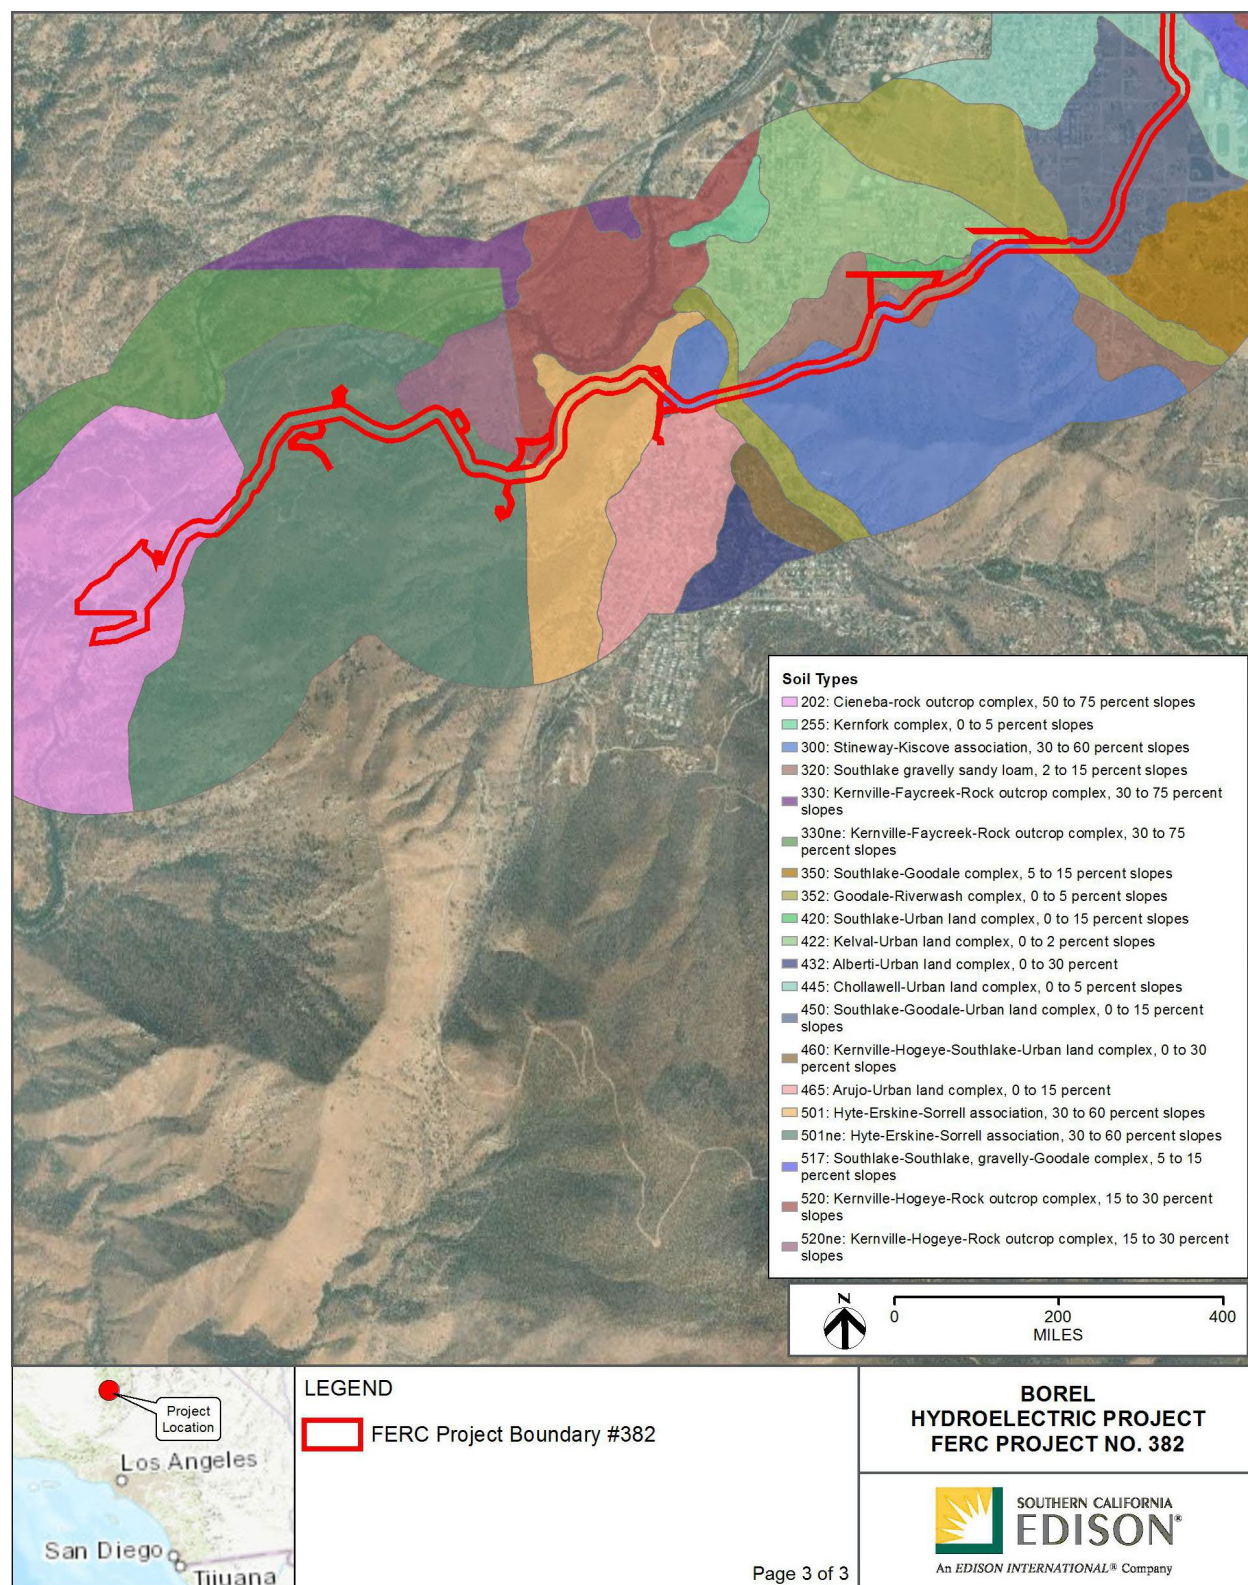 Soil Types
202: Cieneba-rock outcrop complex, 50 to 75 percent slopes
255: Kernfork complex, 0 to 5 percent slopes
300: Stineway-Kiscove association, 30 to 60 percent slopes
320: Southlake gravelly sandy loam, 2 to 15 percent slopes
330: Kernville-Faycreek-Rock outcrop complex, 30 to 75 percent
slopes
330ne: Kernville-Faycreek-Rock outcrop complex, 30 to 75
percent slopes
350: Southlake-Goodale complex, 5 to 15 percent slopes
352: Goodale-Riverwash complex, 0 to 5 percent slopes
420: Southlake-Urban land complex, 0 to 15 percent slopes
422: Kelval-Urban land complex, 0 to 2 percent slopes
432: Alberti-Urban land complex, 0 to 30 percent
445: Chollawell-Urban land complex, 0 to 5 percent slopes
450: Southlake-Goodale-Urban land complex, 0 to 15 percent
slopes
460: Kernville-Hogeye-Southlake-Urban land complex, 0 to 30
percent slopes
465: Arujo-Urban land complex, 0 to 15 percent
501: Hyte-Erskine-Sorrell association, 30 to 60 percent slopes
501ne: Hyte-Erskine-Sorrell association, 30 to 60 percent slopes
517: Southlake-Southlake, gravelly-Goodale complex, 5 to 15
percent slopes
520: Kernville-Hogeye-Rock outcrop complex, 15 to 30 percent
slopes
520ne: Kernville-Hogeye-Rock outcrop complex, 15 to 30 percent
slopes
N
0 200 400
MILES
Project
Location
Los Angeles
San Diego
Tijuana
LEGEND
FERC Project Boundary #382
Page 3 of 3
BOREL
HYDROELECTRIC PROJECT
FERC PROJECT NO. 382
SOUTHERN CALIFORNIA
EDISON®
An EDISON INTERNATIONAL® Company